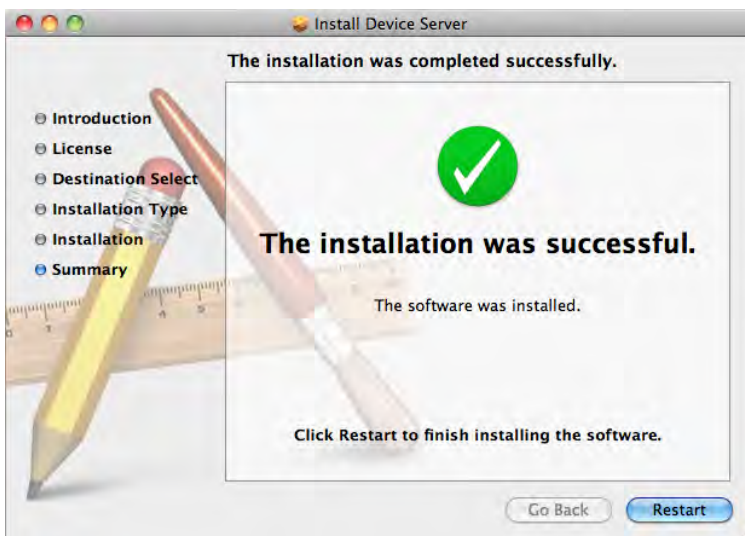 Install Device Server
The installation was completed successfully.
Introduction
License
Destination Select
Installation Type
Installation
Summary
The installation was successful.
The software was installed.
Click Restart to finish installing the software.
Go Back
Restart